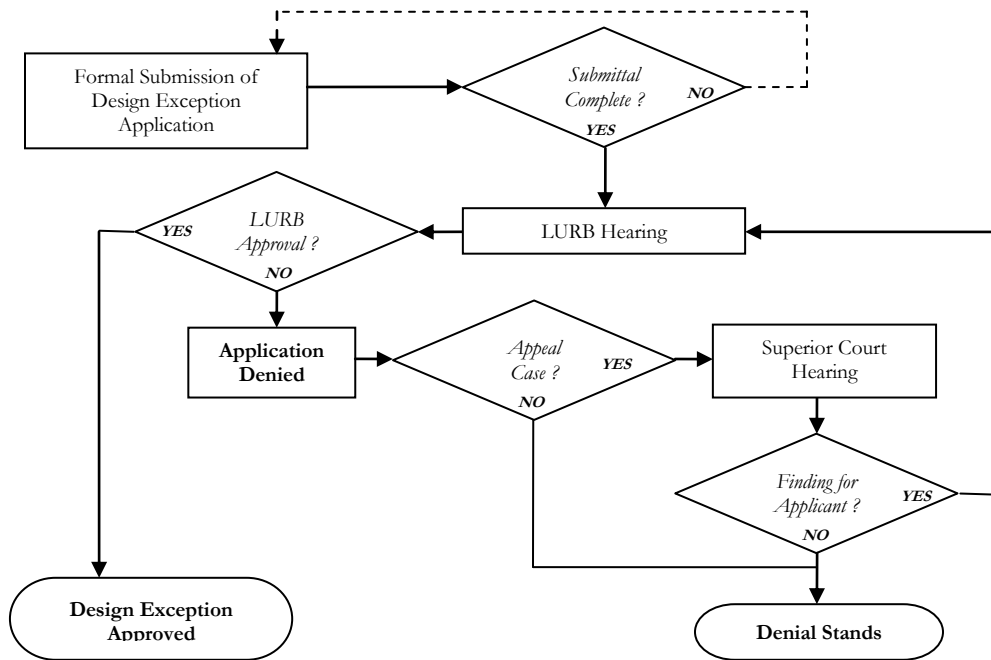 Formal Submission of
Design Exception
Application
Submittal
Complete ?
NO
YES
LURB
Approval ?
YES
NO
LURB Hearing
Application
Denied
Appeal
Case ?
YES
NO
Superior Court
Hearing
Finding for
Applicant ?
YES
NO
Design Exception
Approved
Denial Stands